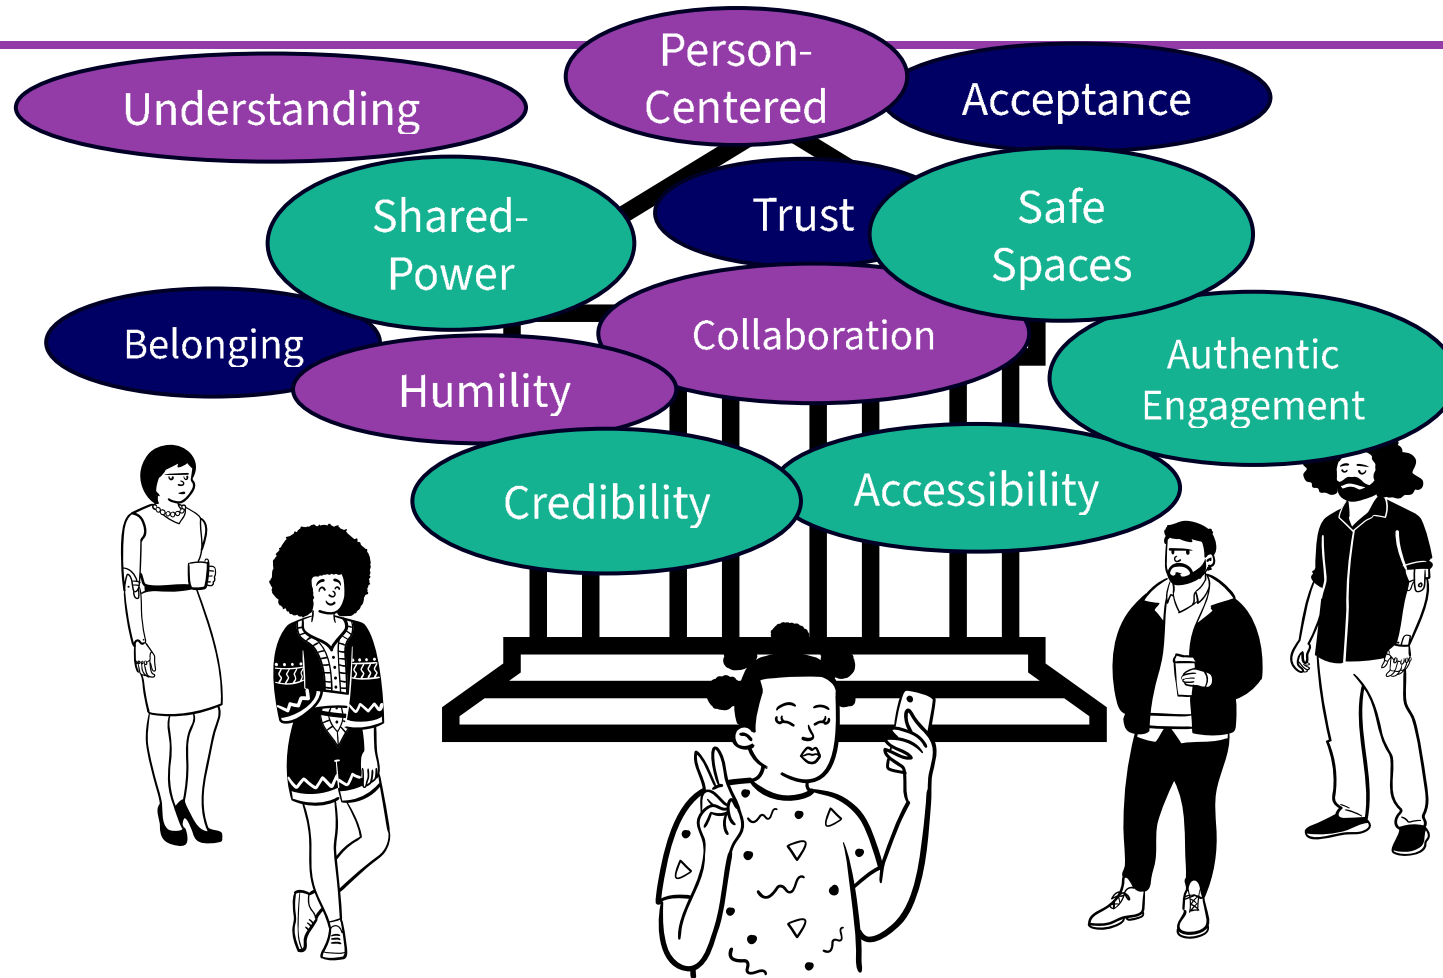 Understanding
Person-
Centered
Acceptance
Shared-
Power
Trust
Safe
Spaces
Belonging
Humility
Collaboration
Authentic
Engagement
Credibility
Accessibility